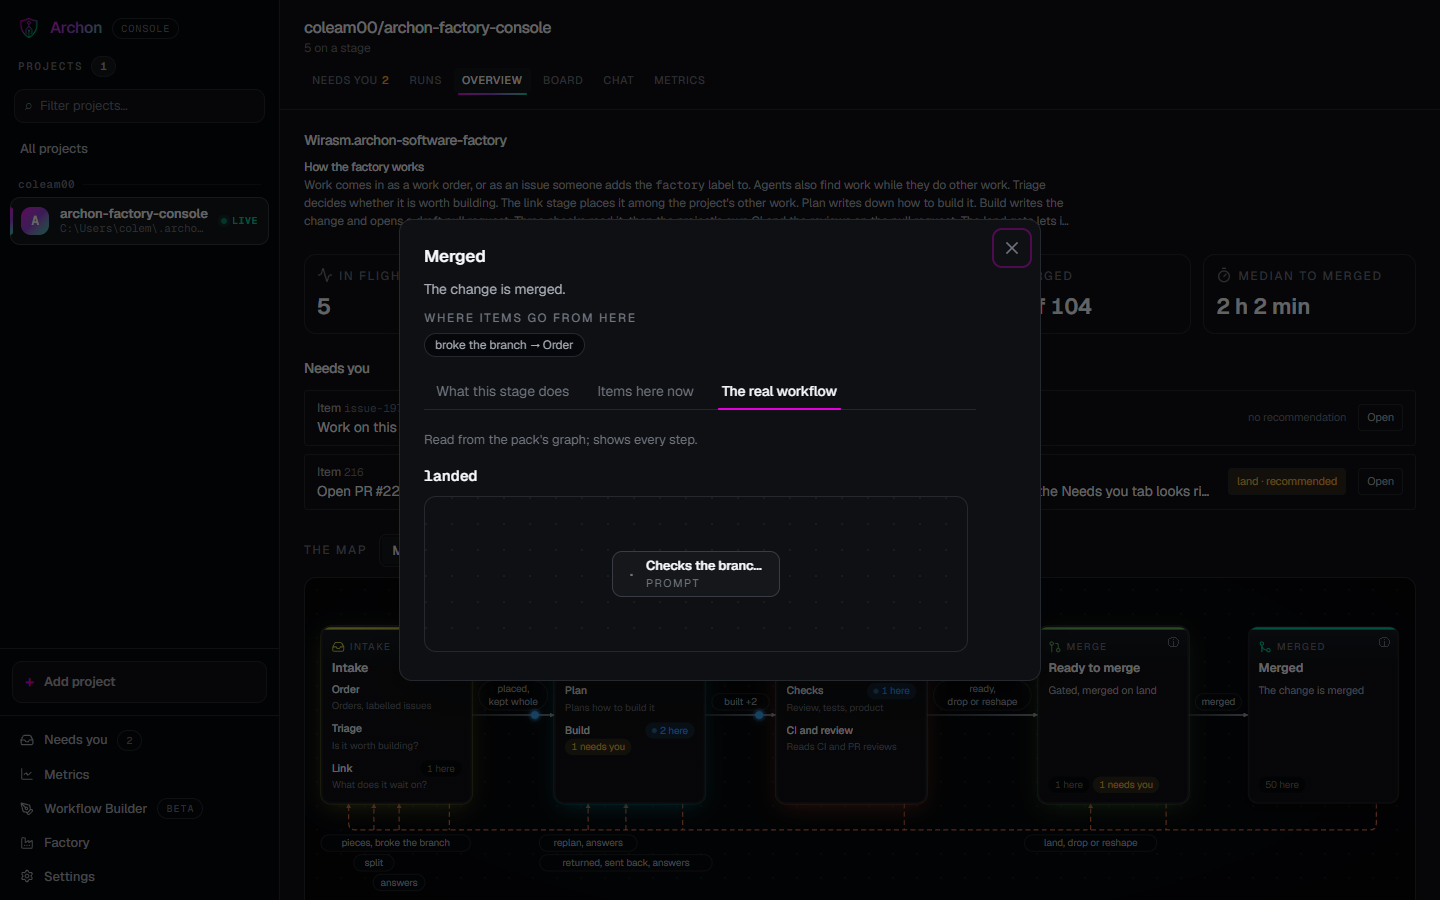 Archon CONSOLE
PROJECTS 1
Filter projects...
All projects
coleam00
A archon-factory-console LIVE
C:\Users\colem\.archo...
Add project
Needs you 2
Metrics
Workflow Builder BETA
Factory
Settings
coleam00/archon-factory-console
5 on a stage
NEEDS YOU 2 RUNS OVERVIEW BOARD CHAT METRICS
Wirasm.archon-software-factory
How the factory works
Work comes in as a work order, or as an issue someone adds the factory label to. Agents also find work while they do other work. Triage
decides whether it is worth building. The link stage places it among the project's other work. Plan writes down how to build it. Build writes the
change and opens
IN FLIGH
5
104
MEDIAN TO MERGED
2 h 2 min
Needs you
Item issue-197
Work on this
no recommendation Open
Item 216
Open PR #22
the Needs you tab looks ri...
land · recommended Open
THE MAP
Merged
The change is merged.
WHERE ITEMS GO FROM HERE
broke the branch → Order
What this stage does Items here now The real workflow
Read from the pack's graph; shows every step.
landed
Checks the branc...
PROMPT
INTAKE
Intake
Order
Orders, labelled issues
Triage
Is it worth building?
Link 1 here
What does it wait on?
placed,
kept whole
Plan
Plans how to build it
Build 2 here
1 needs you
built +2
Checks 1 here
Review, tests, product
CI and review
Reads CI and PR reviews
ready,
drop or reshape
MERGE
Ready to merge
Gated, merged on land
1 here 1 needs you
merged
MERGED
Merged
The change is merged
50 here
pieces, broke the branch
split
answers
replan, answers
returned, sent back, answers
land, drop or reshape